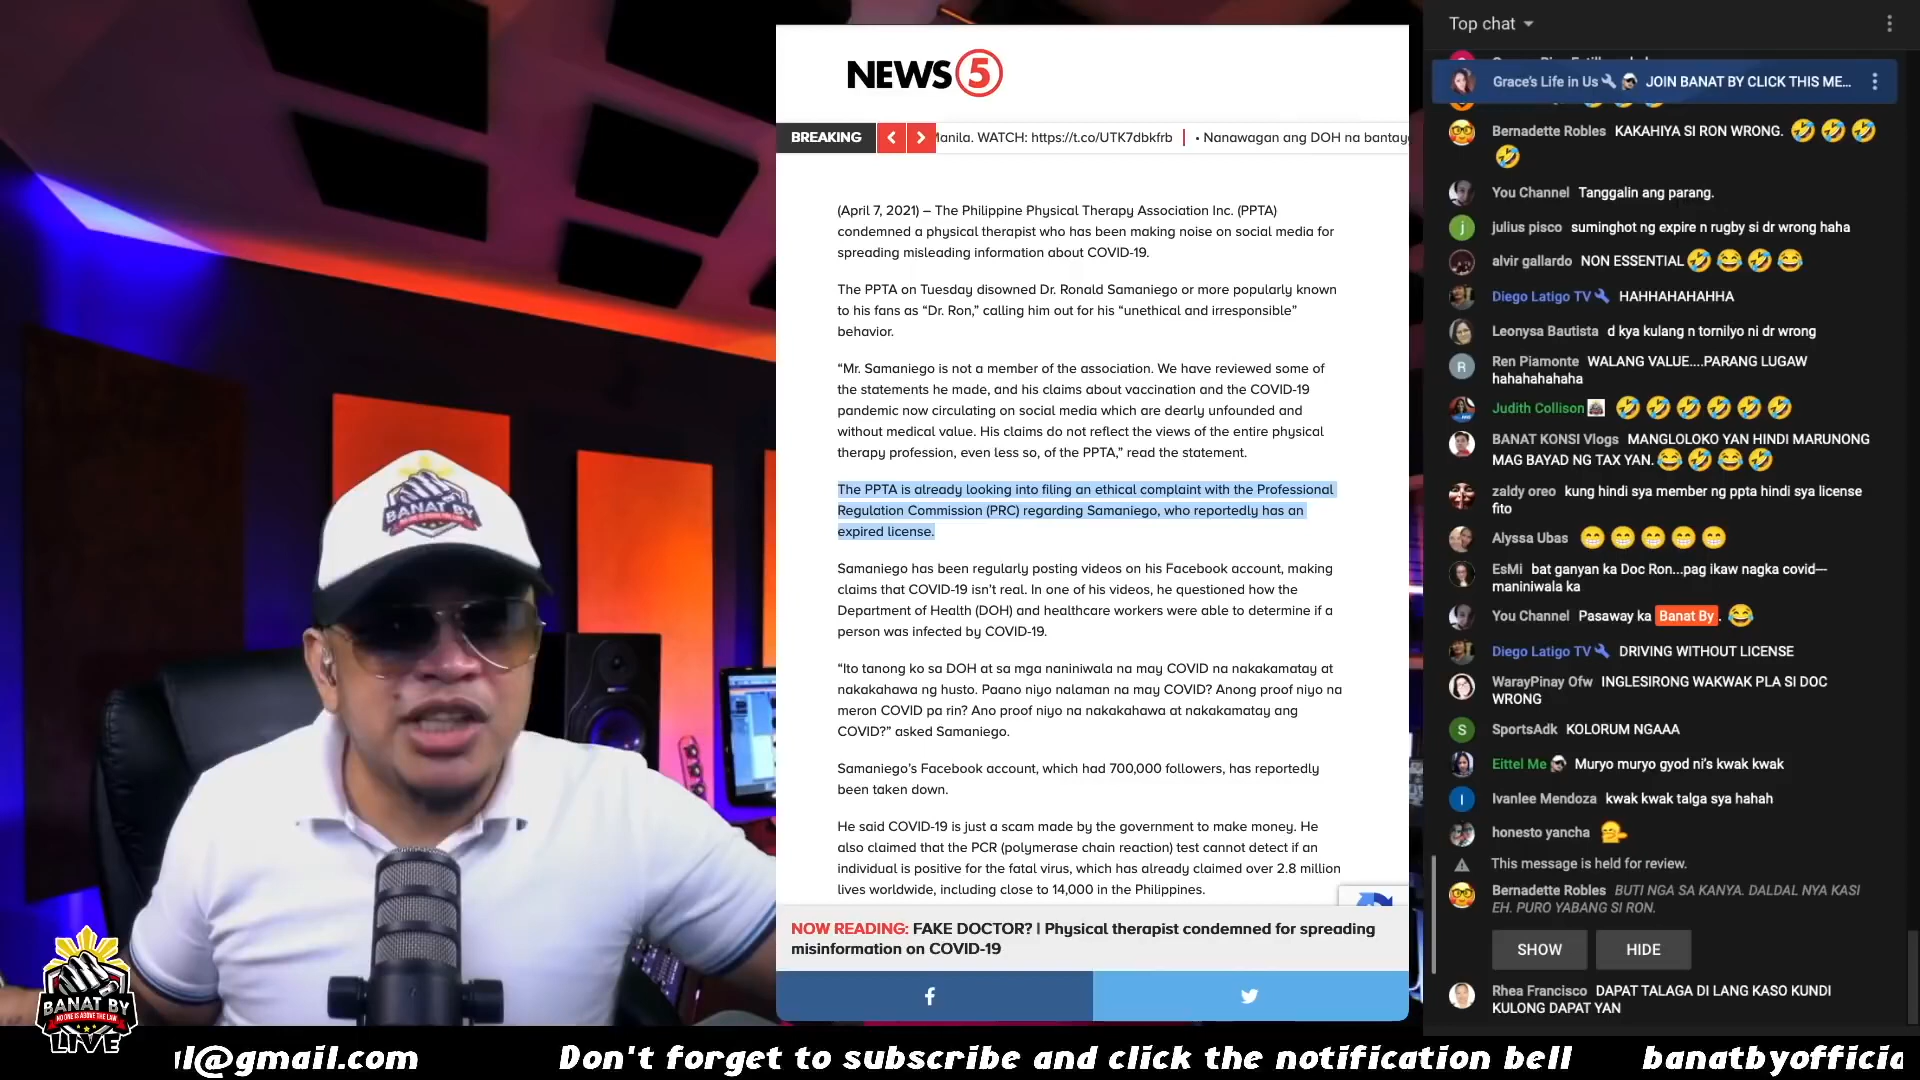 NEWS 5
BREAKING
Manila. WATCH: https://t.co/UTK7dbkfrb | • Nanawagan ang DOH na bantay
(April 7, 2021) – The Philippine Physical Therapy Association Inc. (PPTA)
condemned a physical therapist who has been making noise on social media for
spreading misleading information about COVID-19.
The PPTA on Tuesday disowned Dr. Ronald Samaniego or more popularly known
to his fans as “Dr. Ron,” calling him out for his “unethical and irresponsible”
behavior.
“Mr. Samaniego is not a member of the association. We have reviewed some of
the statements he made, and his claims about vaccination and the COVID-19
pandemic now circulating on social media which are dearly unfounded and
without medical value. His claims do not reflect the views of the entire physical
therapy profession, even less so, of the PPTA,” read the statement.
The PPTA is already looking into filing an ethical complaint with the Professional
Regulation Commission (PRC) regarding Samaniego, who reportedly has an
expired license.
Samaniego has been regularly posting videos on his Facebook account, making
claims that COVID-19 isn’t real. In one of his videos, he questioned how the
Department of Health (DOH) and healthcare workers were able to determine if a
person was infected by COVID-19.
“Ito tanong ko sa DOH at sa mga naniniwala na may COVID na nakakamatay at
nakakahawa ng husto. Paano niyo nalaman na may COVID? Anong proof niyo na
meron COVID pa rin? Ano proof niyo na nakakahawa at nakakamatay ang
COVID?” asked Samaniego.
Samaniego’s Facebook account, which had 700,000 followers, has reportedly
been taken down.
He said COVID-19 is just a scam made by the government to make money. He
also claimed that the PCR (polymerase chain reaction) test cannot detect if an
individual is positive for the fatal virus, which has already claimed over 2.8 million
lives worldwide, including close to 14,000 in the Philippines.
NOW READING: FAKE DOCTOR? | Physical therapist condemned for spreading
misinformation on COVID-19
Top chat
Grace’s Life in Us JOIN BANAT BY CLICK THIS ME...
Bernadette Robles KAKAHIYA SI RON WRONG. 🤣🤣🤣
🤣
You Channel Tanggalin ang parang.
julius pisco suminghot ng expire n rugby si dr wrong haha
alvir gallardo NON ESSENTIAL 🤣😂🤣😂
Diego Latigo TV HAHHAHAHAHHA
Leonysa Bautista d kya kulang n tornilyo ni dr wrong
Ren Piamonte WALANG VALUE....PARANG LUGAW
hahahahahaha
Judith Collison 🤣🤣🤣🤣🤣🤣
BANAT KONSI Vlogs MANGLOLOKO YAN HINDI MARUNONG
MAG BAYAD NG TAX YAN. 😂🤣😂🤣
zaldy oreo kung hindi sya member ng ppta hindi sya license
fito
Alyssa Ubas 😁😁😁😁😁
EsMi bat ganyan ka Doc Ron...pag ikaw nagka covid---
maniniwala ka
You Channel Pasaway ka Banat By. 😂
Diego Latigo TV DRIVING WITHOUT LICENSE
WarayPinay Ofw INGLESIRONG WAKWAK PLA SI DOC
WRONG
SportsAdk KOLORUM NGAAA
Eittel Me Muryo muryo gyod ni’s kwak kwak
Ivanlee Mendoza kwak kwak talga sya hahah
honesto yancha
This message is held for review.
Bernadette Robles BUTI NGA SA KANYA. DALDAL NYA KASI
EH. PURO YABANG SI RON.
SHOW HIDE
Rhea Francisco DAPAT TALAGA DI LANG KASO KUNDI
KULONG DAPAT YAN
BANAT BY
BANAT BY
NO ONE IS ABOVE THE LAW
LIVE
il@gmail.com Don't forget to subscribe and click the notification bell banatbyofficia